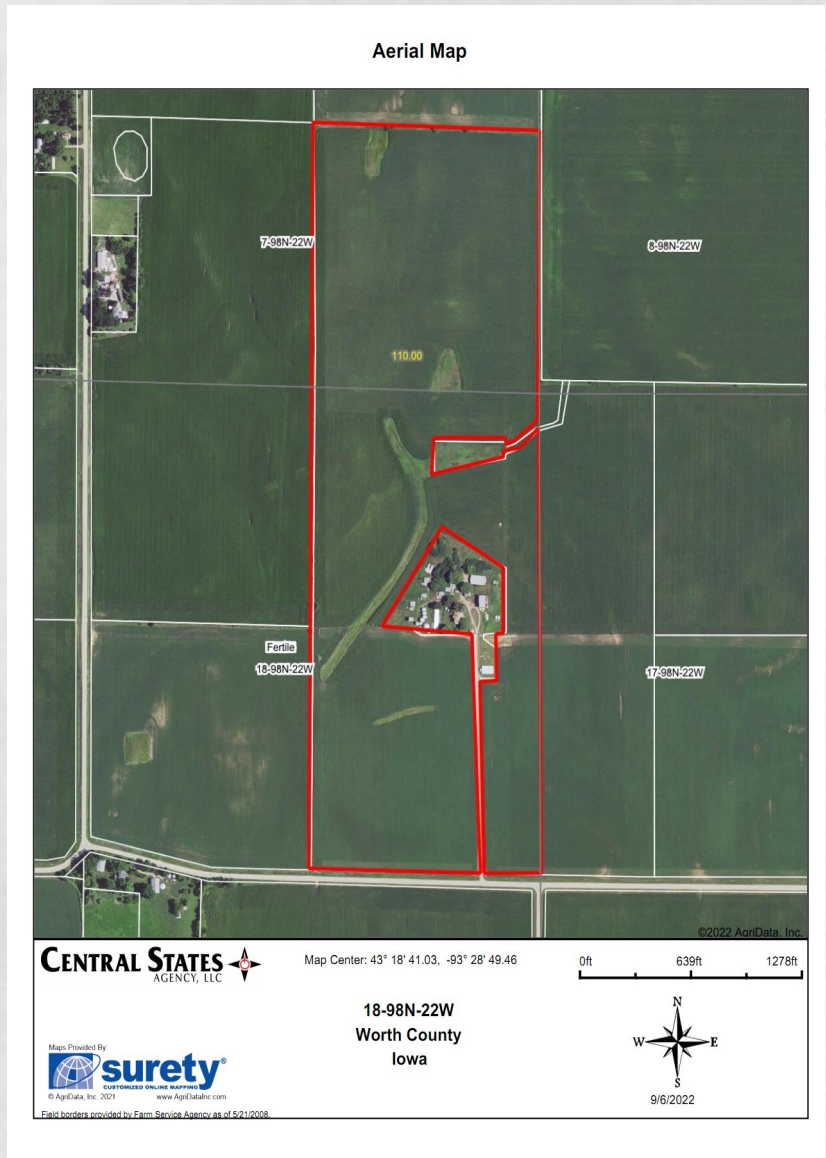 Aerial Map
7-98N-22W
8-98N-22W
110.00
Fertile
18-98N-22W
17-98N-22W
©2022 AgriData, Inc.
CENTRAL STATES
AGENCY, LLC
Map Center: 43° 18' 41.03, -93° 28' 49.46
0ft 639ft 1278ft
18-98N-22W
Worth County
Iowa
N
W E
S
9/6/2022
Maps Provided By
surety®
CUSTOMIZED ONLINE MAPPING
© AgriData, Inc. 2021 www.AgriDataInc.com
Field borders provided by Farm Service Agency as of 5/21/2008.